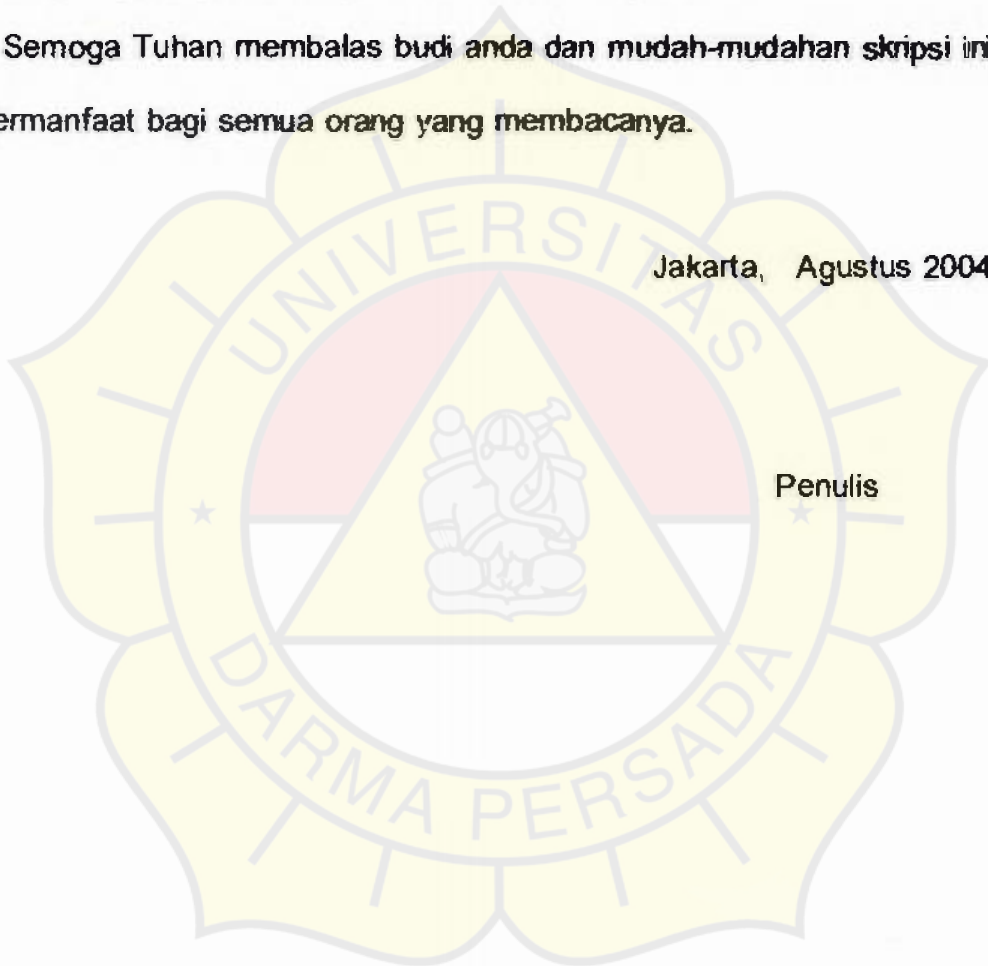 Semoga Tuhan membalas budi anda dan mudah-mudahan skripsi ini
ermanfaat bagi semua orang yang membacanya.
Jakarta, Agustus 2004
Penulis
UNIVERSITAS
DARMA PERSADA